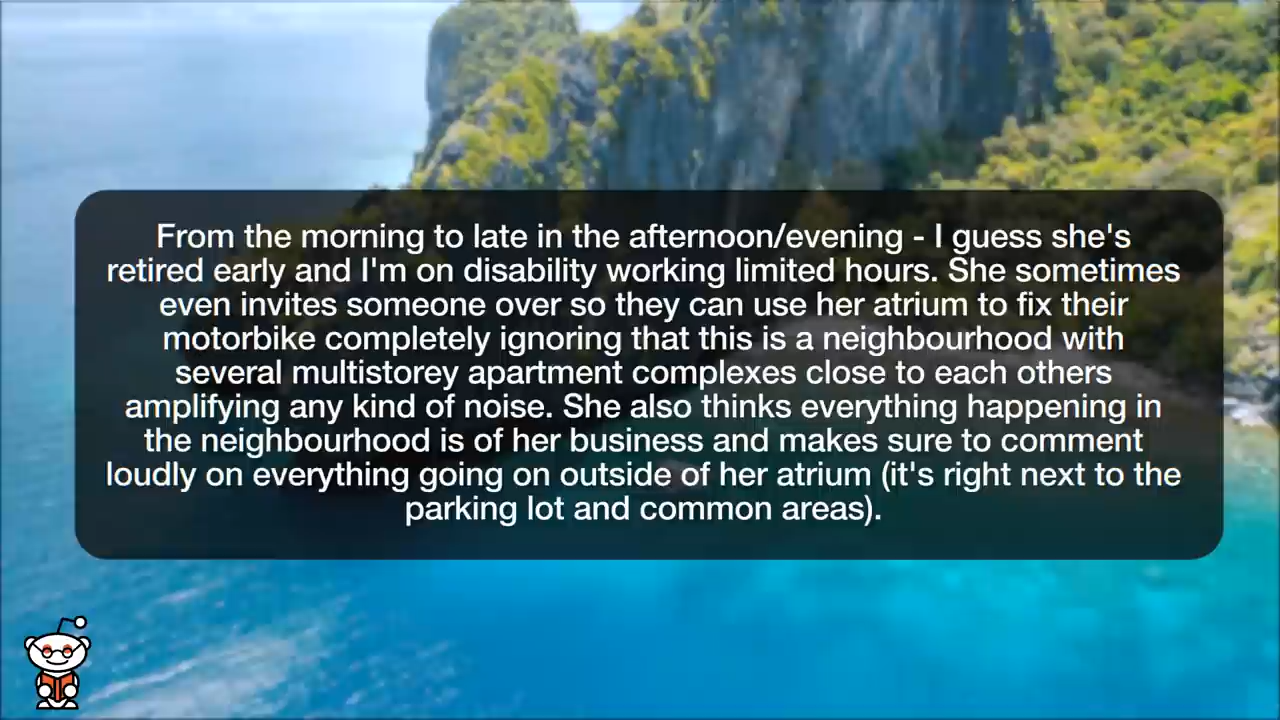 From the morning to late in the afternoon/evening - I guess she's
retired early and I'm on disability working limited hours. She sometimes
even invites someone over so they can use her atrium to fix their
motorbike completely ignoring that this is a neighbourhood with
several multistorey apartment complexes close to each others
amplifying any kind of noise. She also thinks everything happening in
the neighbourhood is of her business and makes sure to comment
loudly on everything going on outside of her atrium (it's right next to the
parking lot and common areas).